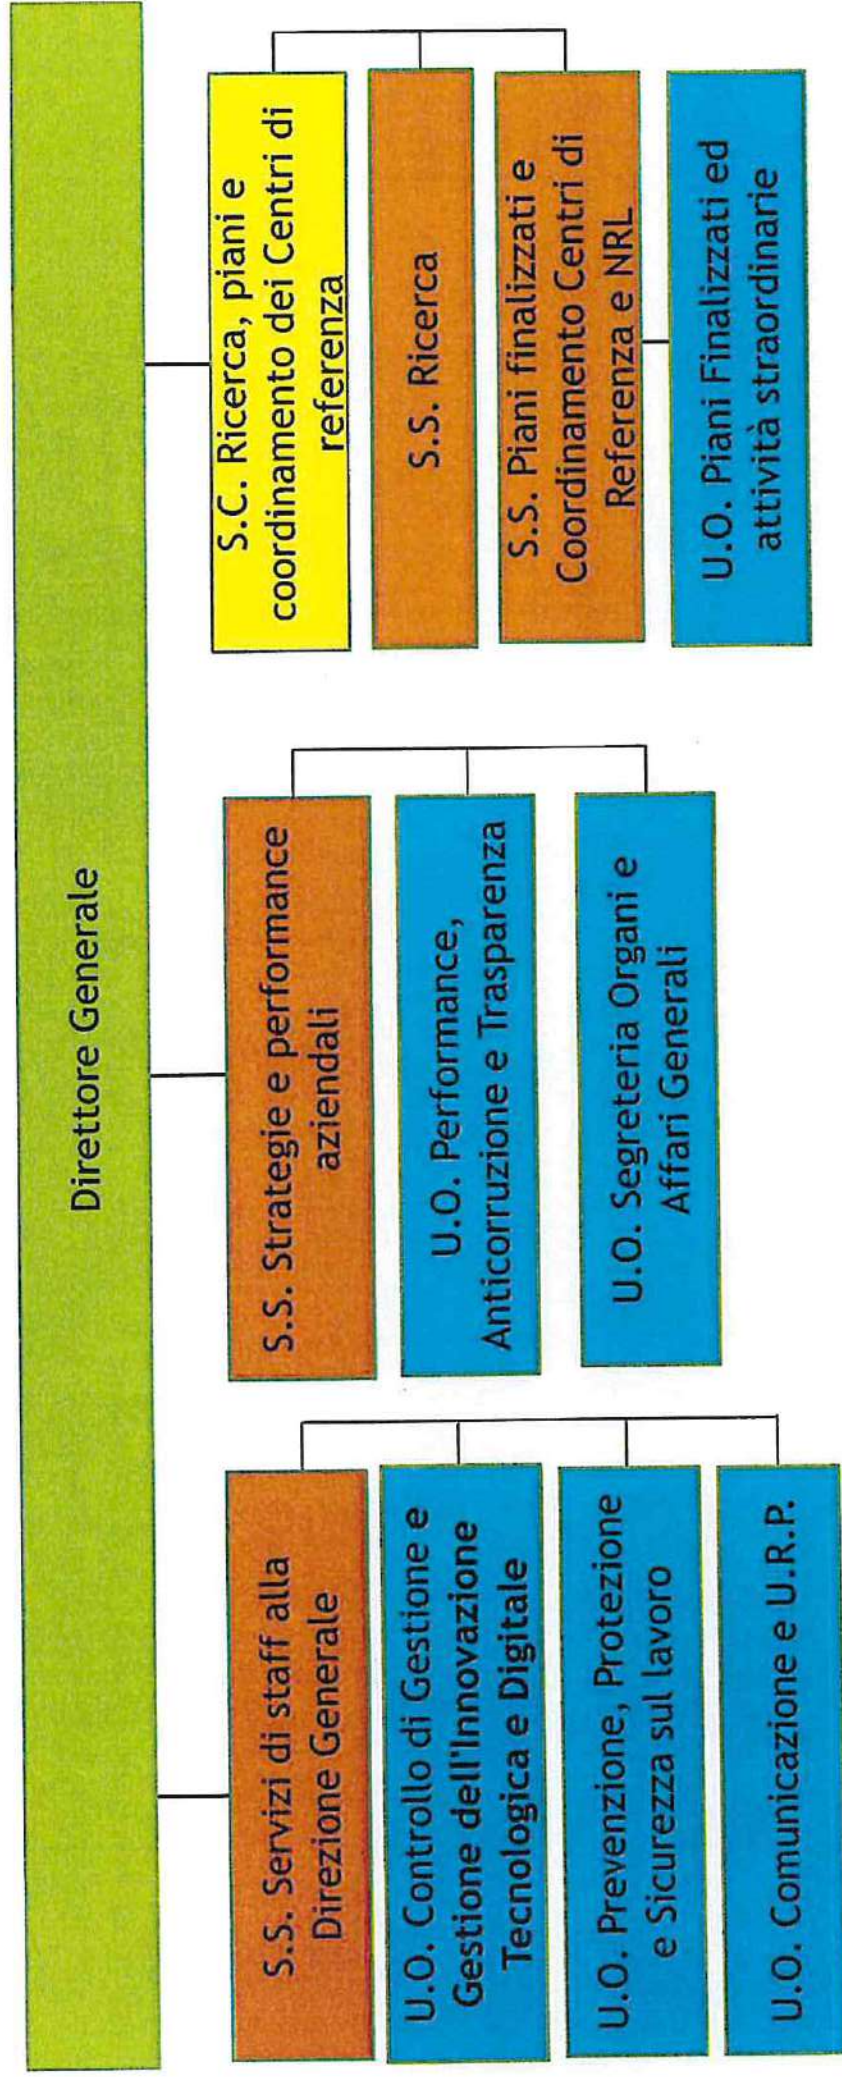 Direttore Generale
S.S. Servizi di staff alla
Direzione Generale
U.O. Controllo di Gestione e
Gestione dell'Innovazione
Tecnologica e Digitale
U.O. Prevenzione, Protezione
e Sicurezza sul lavoro
U.O. Comunicazione e U.R.P.
S.S. Strategie e performance
aziendali
U.O. Performance,
Anticorruzione e Trasparenza
U.O. Segreteria Organi e
Affari Generali
S.C. Ricerca, piani e
coordinamento dei Centri di
referenza
S.S. Ricerca
S.S. Piani finalizzati e
Coordinamento Centri di
Referenza e NRL
U.O. Piani Finalizzati ed
attività straordinarie